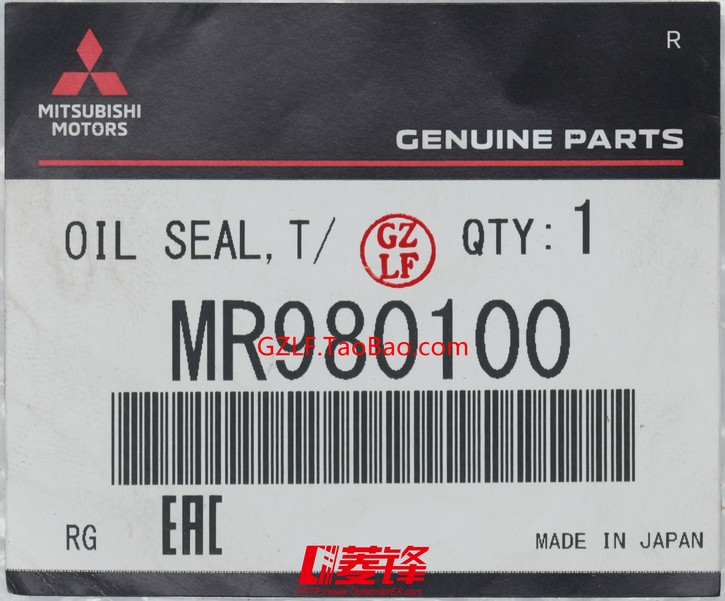 R
MITSUBISHI
MOTORS
GENUINE PARTS
OIL SEAL, T/ GZ LF QTY: 1
MR980100
GZLF.TaoBao.com
RG EAC MADE IN JAPAN
菱锋